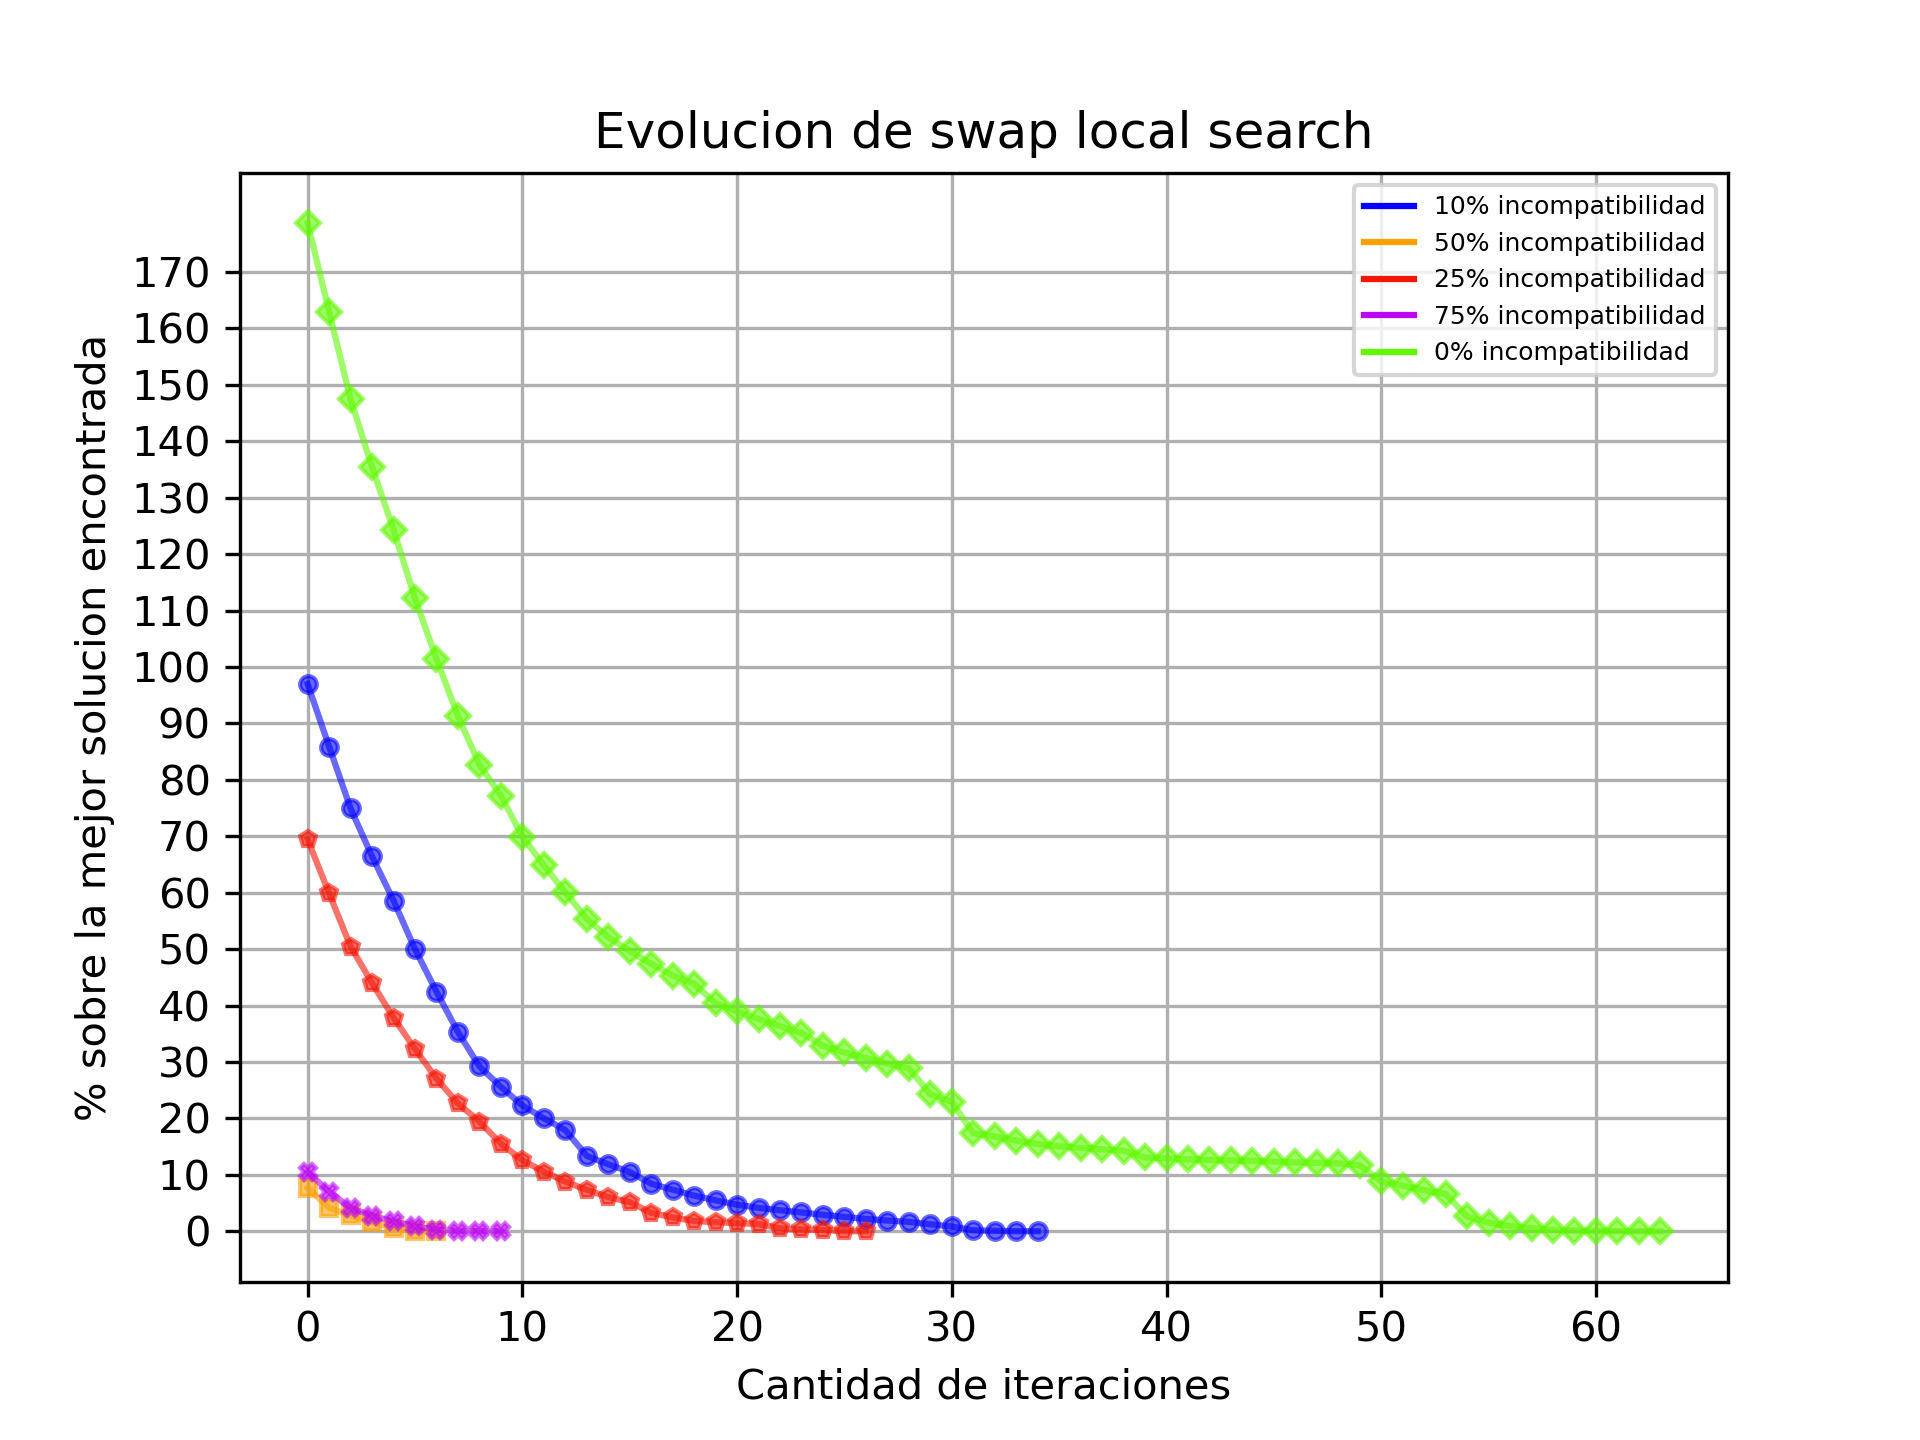 Evolucion de swap local search
10% incompatibilidad
50% incompatibilidad
25% incompatibilidad
75% incompatibilidad
0% incompatibilidad
% sobre la mejor solucion encontrada
170
160
150
140
130
120
110
100
90
80
70
60
50
40
30
20
10
0
0 10 20 30 40 50 60
Cantidad de iteraciones